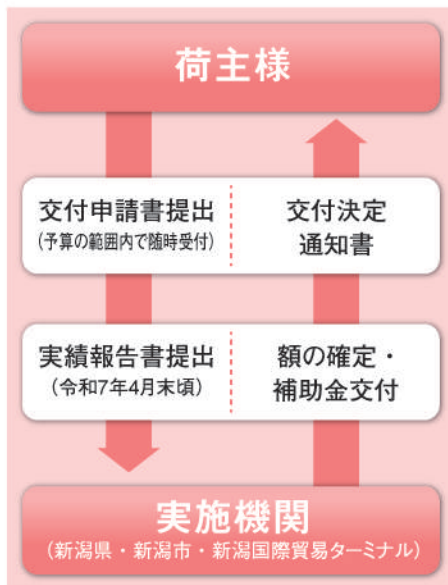 荷主様
交付申請書提出
(予算の範囲内で随時受付)
交付決定
通知書
実績報告書提出
(令和7年4月末頃)
額の確定・
補助金交付
実施機関
(新潟県・新潟市・新潟国際貿易ターミナル)